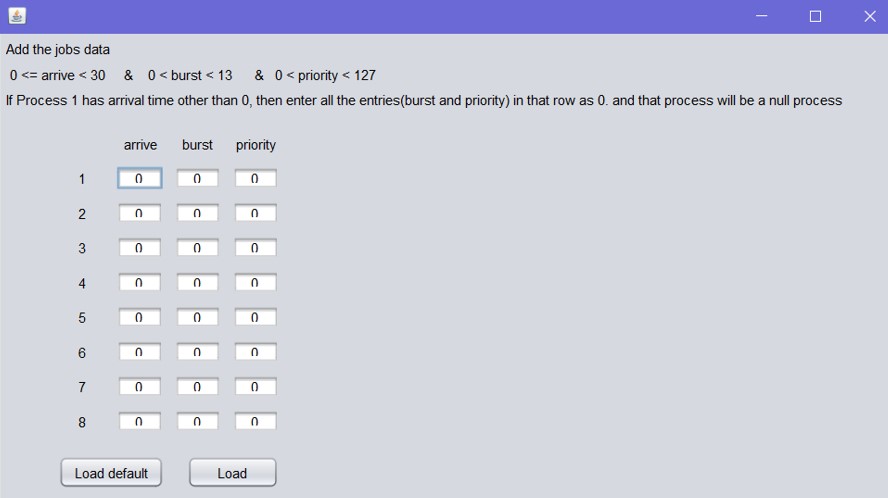 Add the jobs data
0 <= arrive < 30 & 0 < burst < 13 & 0 < priority < 127
If Process 1 has arrival time other than 0, then enter all the entries(burst and priority) in that row as 0. and that process will be a null process
arrive burst priority
1 0 0 0
2 0 0 0
3 0 0 0
4 0 0 0
5 0 0 0
6 0 0 0
7 0 0 0
8 0 0 0
Load default Load